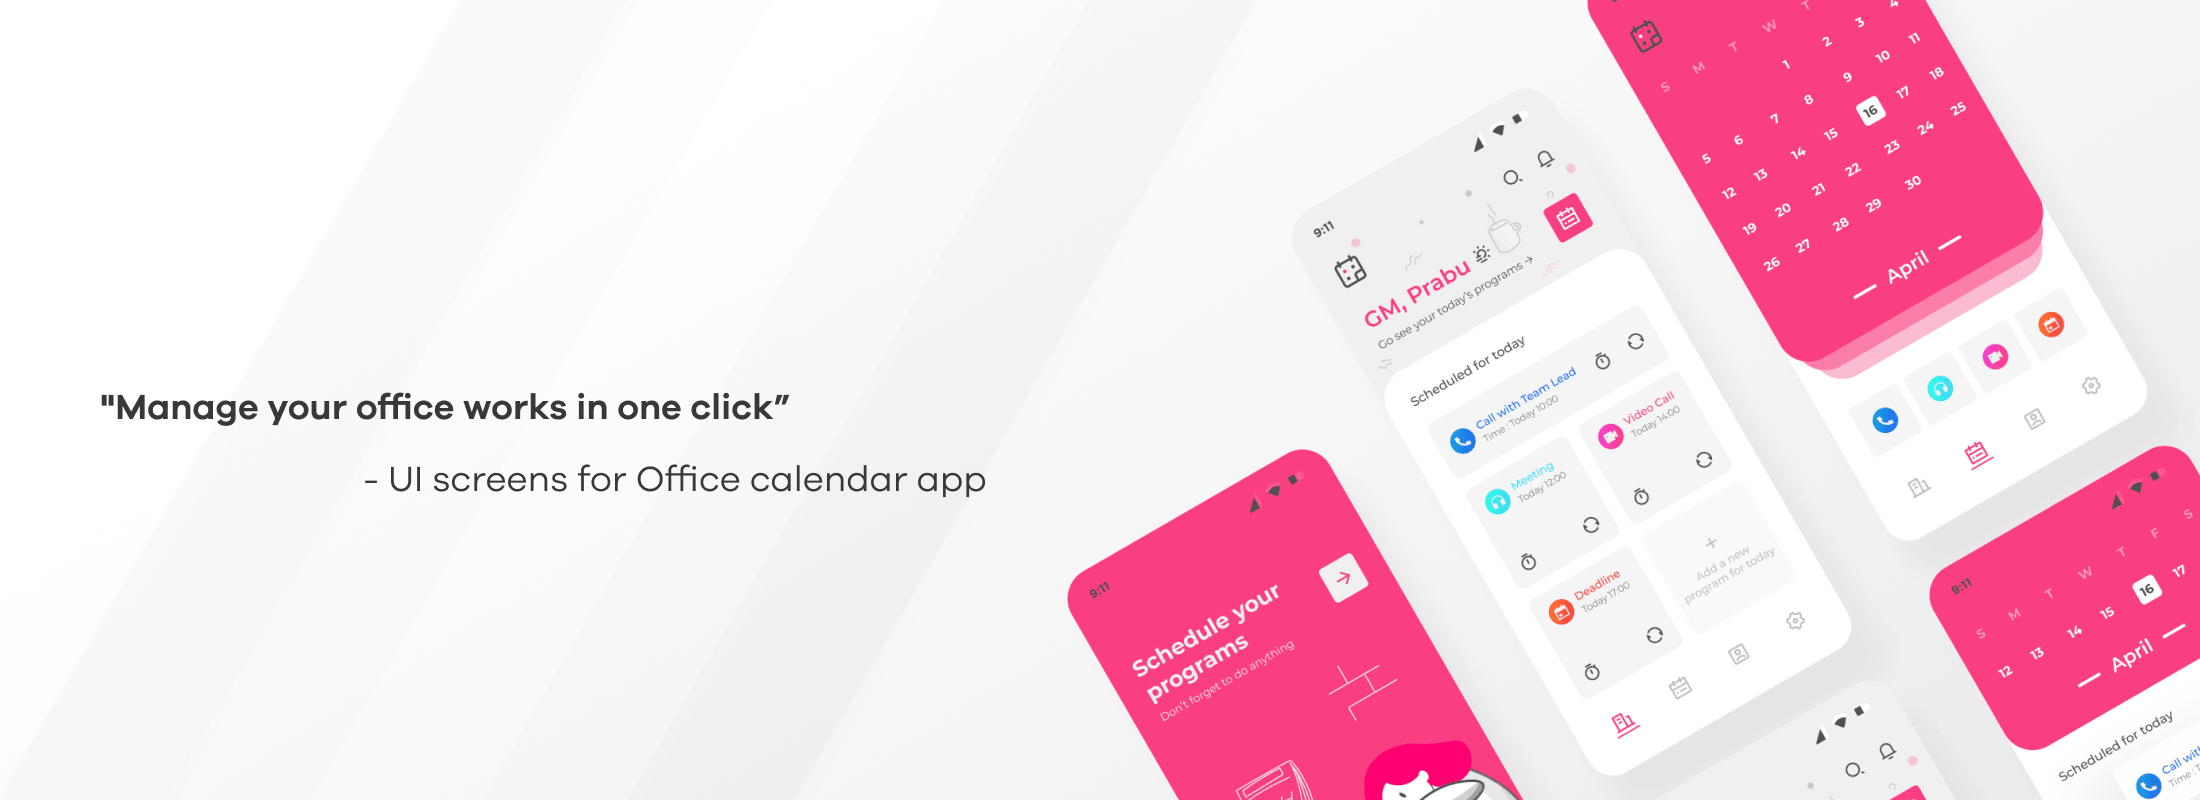 "Manage your office works in one click”
- UI screens for Office calendar app
9:11
Schedule your
programs
Don't forget to do anything
9:11
GM, Prabu
Go see your today's programs →
Scheduled for today
Call with Team Lead
Time : Today 10:00
Meeting
Today 12:00
Video Call
Today 14:00
Deadline
Today 17:00
+
Add a new
program for today
S M T W T
1 2 3 4
5 6 7 8 9 10 11
12 13 14 15 16 17 18
19 20 21 22 23 24 25
26 27 28 29 30
April
9:11
S M T W T F S
12 13 14 15 16 17
April
Scheduled for today
Call with